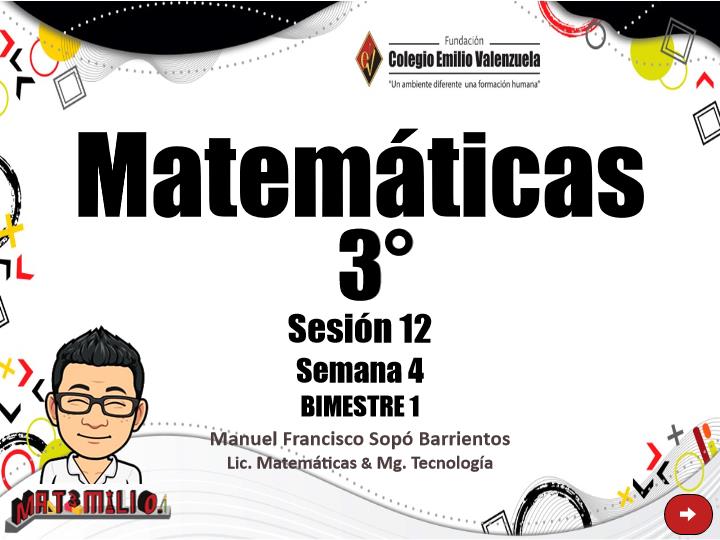 Fundación
Colegio Emilio Valenzuela
"Un ambiente diferente una formación humana"
Matemáticas
3°
Sesión 12
Semana 4
BIMESTRE 1
Manuel Francisco Sopó Barrientos
Lic. Matemáticas & Mg. Tecnología
MAT3MILIO.